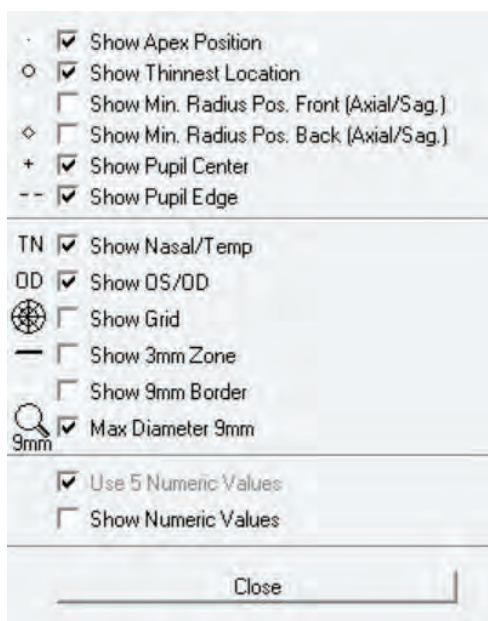 Show Apex Position
Show Thinnest Location
Show Min. Radius Pos. Front (Axial/Sag.)
Show Min. Radius Pos. Back (Axial/Sag.)
Show Pupil Center
Show Pupil Edge
TN Show Nasal/Temp
OD Show OS/OD
Show Grid
Show 3mm Zone
Show 9mm Border
9mm Max Diameter 9mm
Use 5 Numeric Values
Show Numeric Values
Close